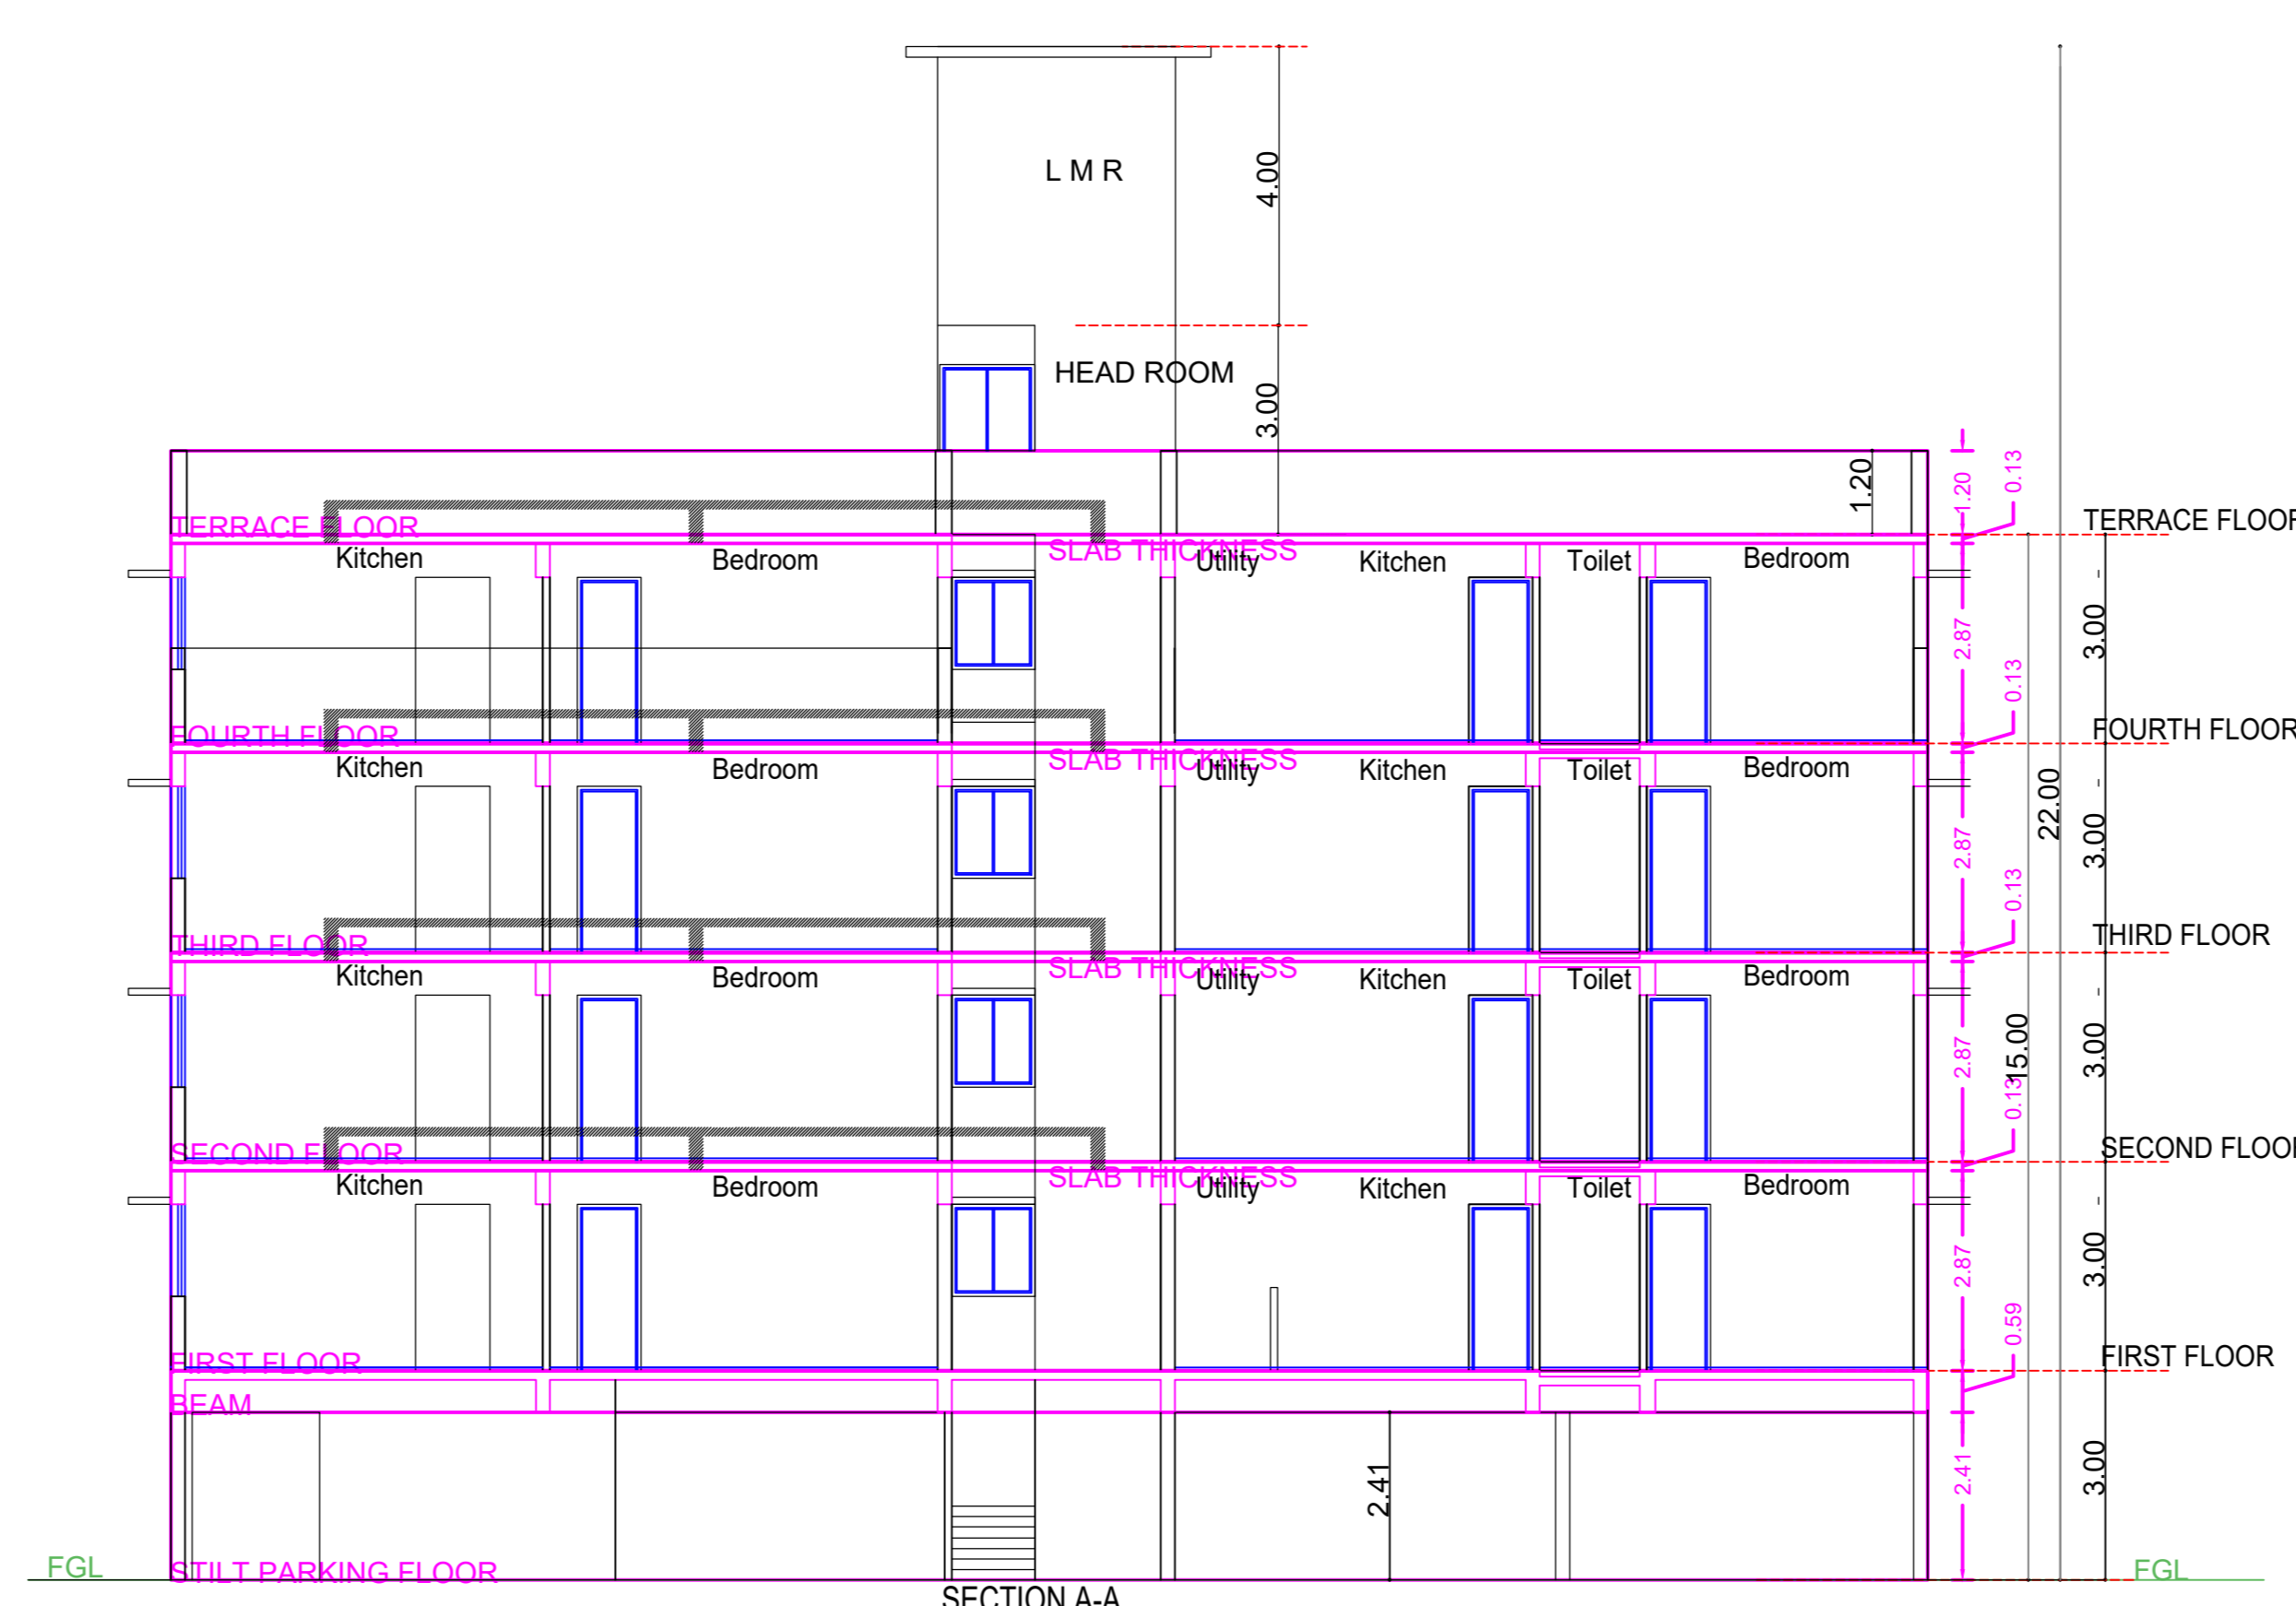 L M R
4.00
HEAD ROOM
3.00
1.20
1.20
0.13
TERRACE FLOOR
SLAB THICKNESS
TERRACE FLOOR
Kitchen
Bedroom
Utility
Kitchen
Toilet
Bedroom
2.87
3.00
0.13
FOURTH FLOOR
SLAB THICKNESS
FOURTH FLOOR
Kitchen
Bedroom
Utility
Kitchen
Toilet
Bedroom
22.00
2.87
3.00
0.13
THIRD FLOOR
SLAB THICKNESS
THIRD FLOOR
Kitchen
Bedroom
Utility
Kitchen
Toilet
Bedroom
2.87
15.00
3.00
0.13
SECOND FLOOR
SLAB THICKNESS
SECOND FLOOR
Kitchen
Bedroom
Utility
Kitchen
Toilet
Bedroom
2.87
3.00
0.59
FIRST FLOOR
FIRST FLOOR
BEAM
2.41
2.41
3.00
FGL
STILT PARKING FLOOR
FGL
SECTION A-A